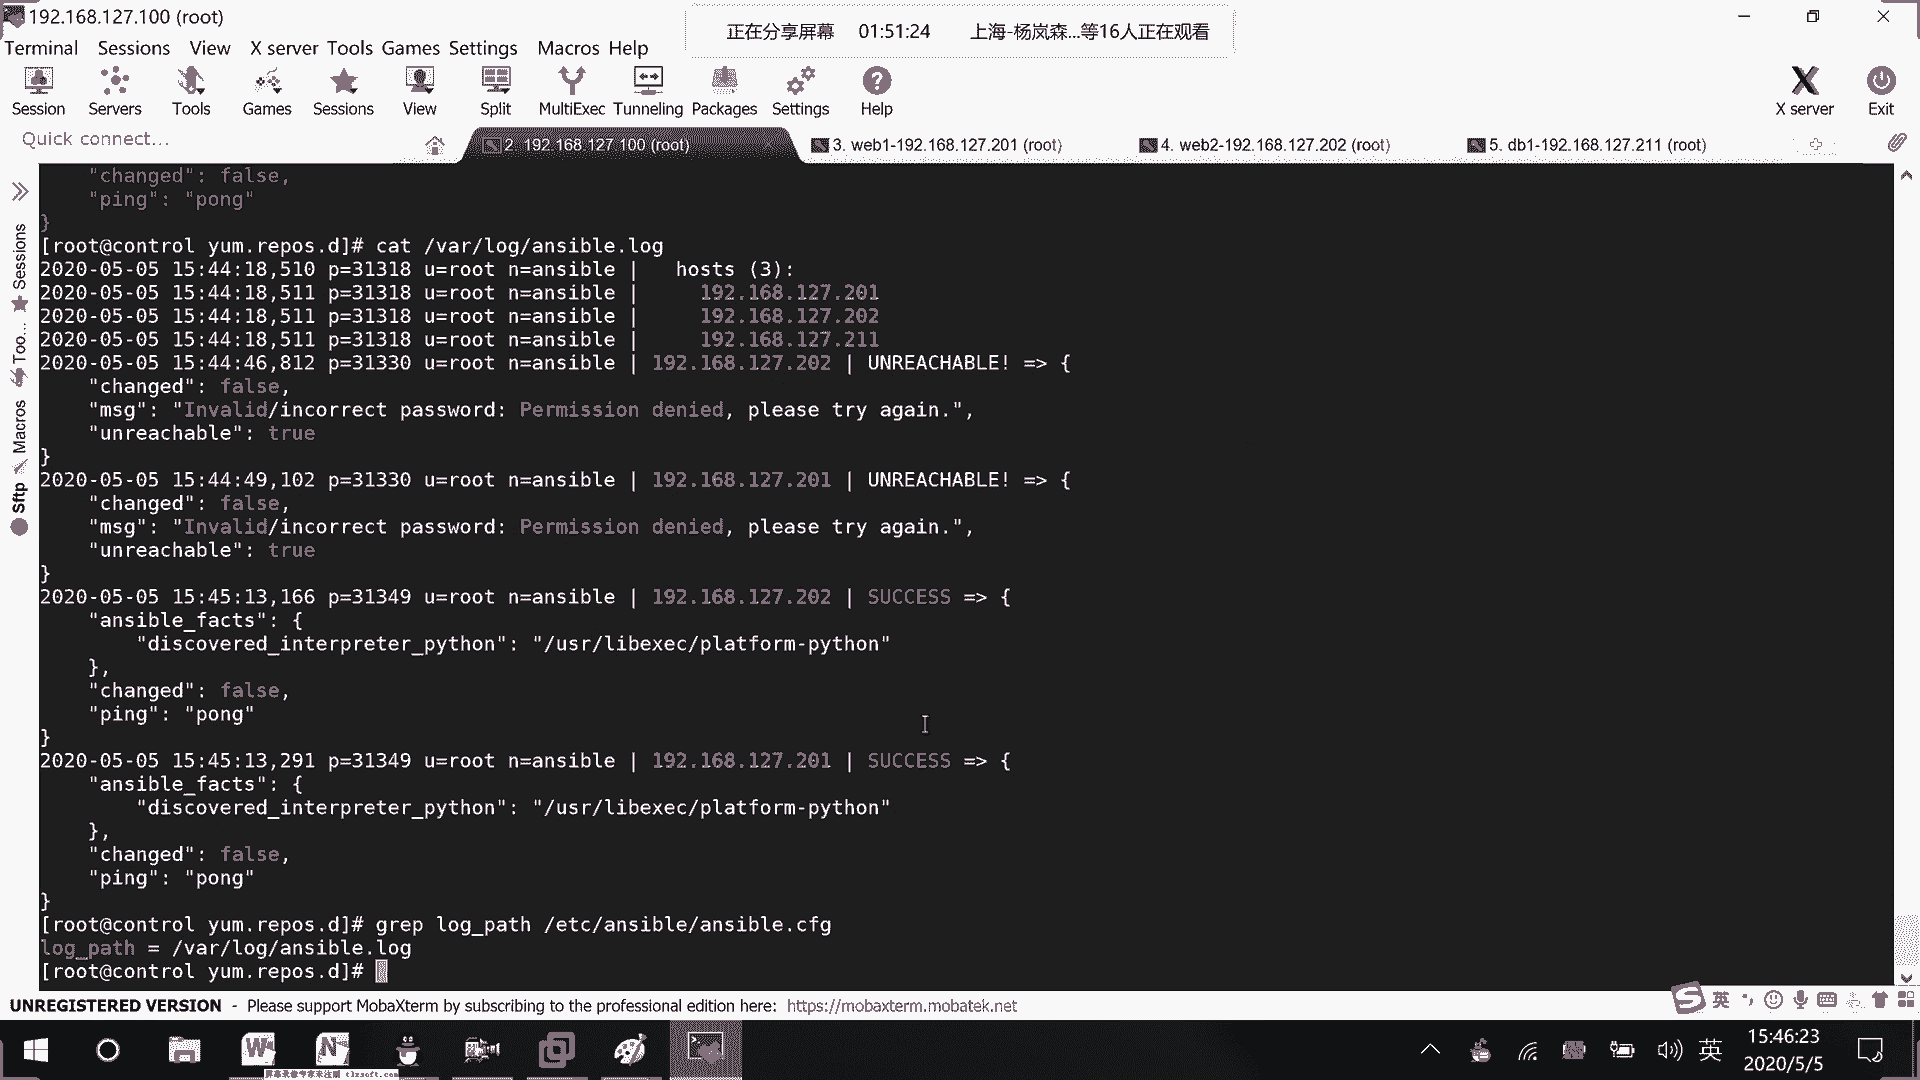 192.168.127.100 (root)
正在分享屏幕 01:51:24 上海-杨岚森...等16人正在观看
Terminal Sessions View X server Tools Games Settings Macros Help
Session Servers Tools Games Sessions View Split MultiExec Tunneling Packages Settings Help X server Exit
Quick connect...
2. 192.168.127.100 (root) 3. web1-192.168.127.201 (root) 4. web2-192.168.127.202 (root) 5. db1-192.168.127.211 (root)
Sessions
Too...
Macros
Sftp
"changed": false,
"ping": "pong"
}
[root@control yum.repos.d]# cat /var/log/ansible.log
2020-05-05 15:44:18,510 p=31318 u=root n=ansible | hosts (3):
2020-05-05 15:44:18,511 p=31318 u=root n=ansible | 192.168.127.201
2020-05-05 15:44:18,511 p=31318 u=root n=ansible | 192.168.127.202
2020-05-05 15:44:18,511 p=31318 u=root n=ansible | 192.168.127.211
2020-05-05 15:44:46,812 p=31330 u=root n=ansible | 192.168.127.202 | UNREACHABLE! => {
"changed": false,
"msg": "Invalid/incorrect password: Permission denied, please try again.",
"unreachable": true
}
2020-05-05 15:44:49,102 p=31330 u=root n=ansible | 192.168.127.201 | UNREACHABLE! => {
"changed": false,
"msg": "Invalid/incorrect password: Permission denied, please try again.",
"unreachable": true
}
2020-05-05 15:45:13,166 p=31349 u=root n=ansible | 192.168.127.202 | SUCCESS => {
"ansible_facts": {
"discovered_interpreter_python": "/usr/libexec/platform-python"
},
"changed": false,
"ping": "pong"
}
2020-05-05 15:45:13,291 p=31349 u=root n=ansible | 192.168.127.201 | SUCCESS => {
"ansible_facts": {
"discovered_interpreter_python": "/usr/libexec/platform-python"
},
"changed": false,
"ping": "pong"
}
[root@control yum.repos.d]# grep log_path /etc/ansible/ansible.cfg
log_path = /var/log/ansible.log
[root@control yum.repos.d]#
UNREGISTERED VERSION - Please support MobaXterm by subscribing to the professional edition here: https://mobaxterm.mobatek.net
英
屏幕录像专家未注册 tlxsoft.com
英 15:46:23
2020/5/5